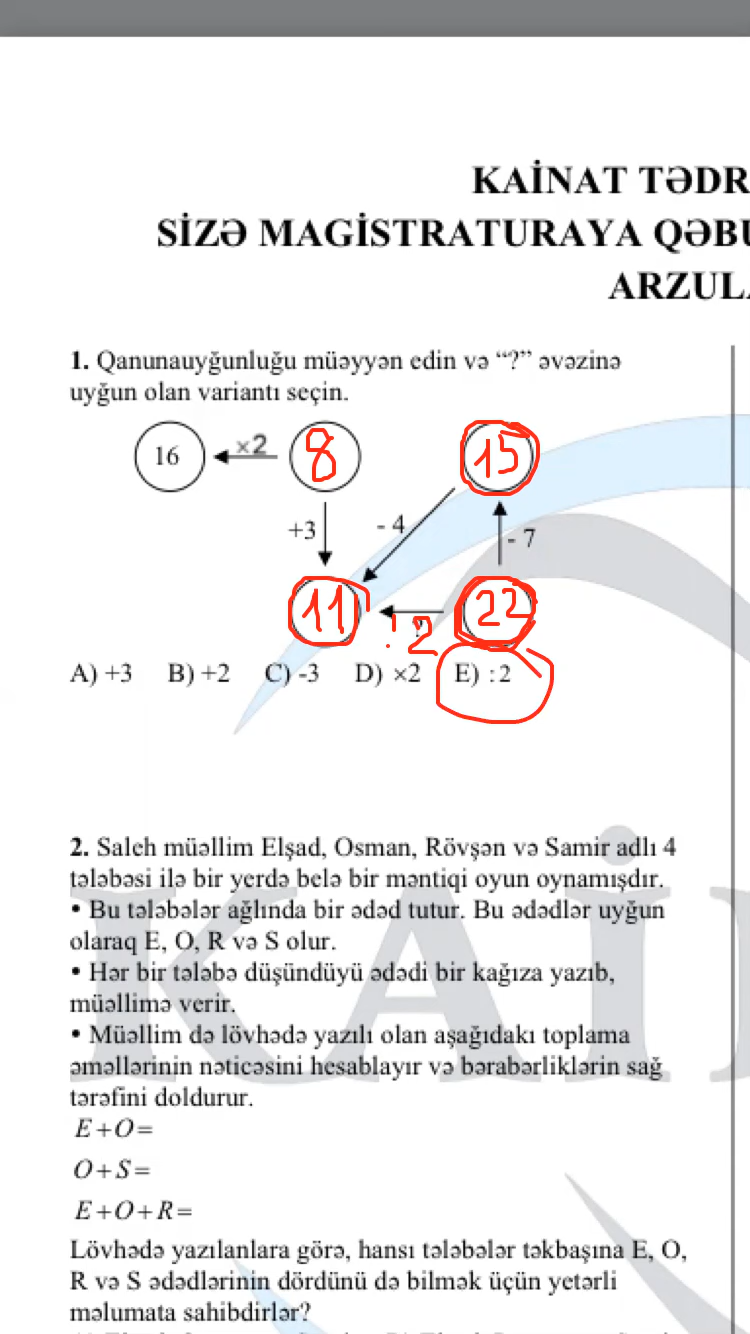 KAİNAT TƏDR
SİZƏ MAGİSTRATURAYA QƏBU
ARZULA
1. Qanunauyğunluğu müəyyən edin və “?” əvəzinə
uyğun olan variantı seçin.
16 ×2 8 15
+3 - 4 - 7
11 ? :2 22
A) +3 B) +2 C) -3 D) ×2 E) :2
2. Saleh müəllim Elşad, Osman, Rövşən və Samir adlı 4
tələbəsi ilə bir yerdə belə bir məntiqi oyun oynamışdır.
• Bu tələbələr ağlında bir ədəd tutur. Bu ədədlər uyğun
olaraq E, O, R və S olur.
• Hər bir tələbə düşündüyü ədədi bir kağıza yazıb,
müəllimə verir.
• Müəllim də lövhədə yazılı olan aşağıdakı toplama
əməllərinin nəticəsini hesablayır və bərabərliklərin sağ
tərəfini doldurur.
E+O=
O+S=
E+O+R=
Lövhədə yazılanlara görə, hansı tələbələr təkbaşına E, O,
R və S ədədlərinin dördünü də bilmək üçün yetərli
məlumata sahibdirlər?
KAİ